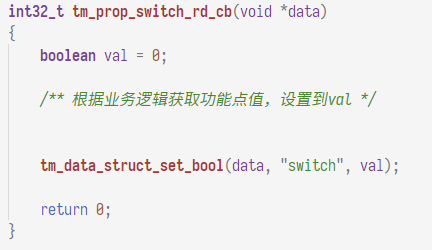 int32_t tm_prop_switch_rd_cb(void *data)
{
boolean val = 0;
/** 根据业务逻辑获取功能点值，设置到val */
tm_data_struct_set_bool(data, "switch", val);
return 0;
}